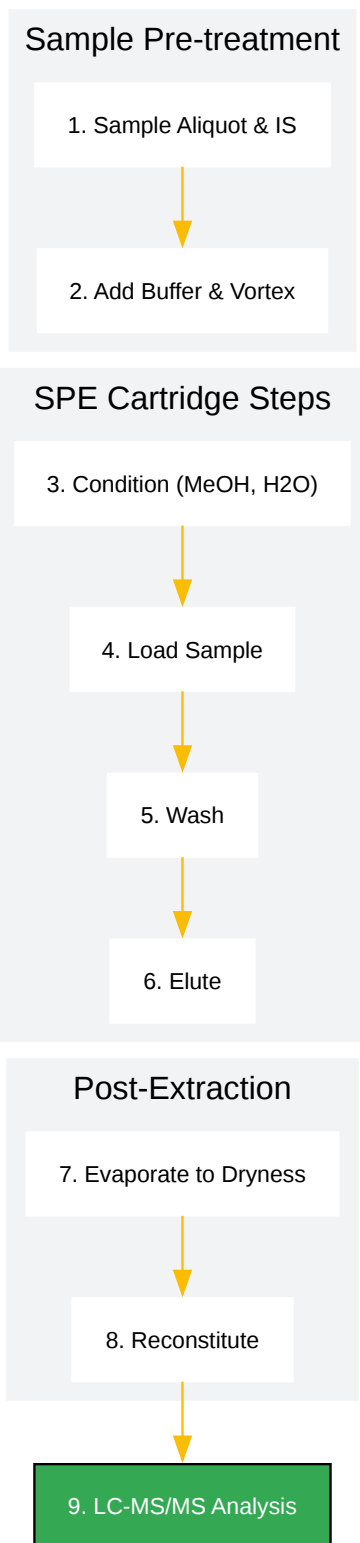 Sample Pre-treatment
1. Sample Aliquot & IS
2. Add Buffer & Vortex
SPE Cartridge Steps
3. Condition (MeOH, H2O)
4. Load Sample
5. Wash
6. Elute
Post-Extraction
7. Evaporate to Dryness
8. Reconstitute
9. LC-MS/MS Analysis